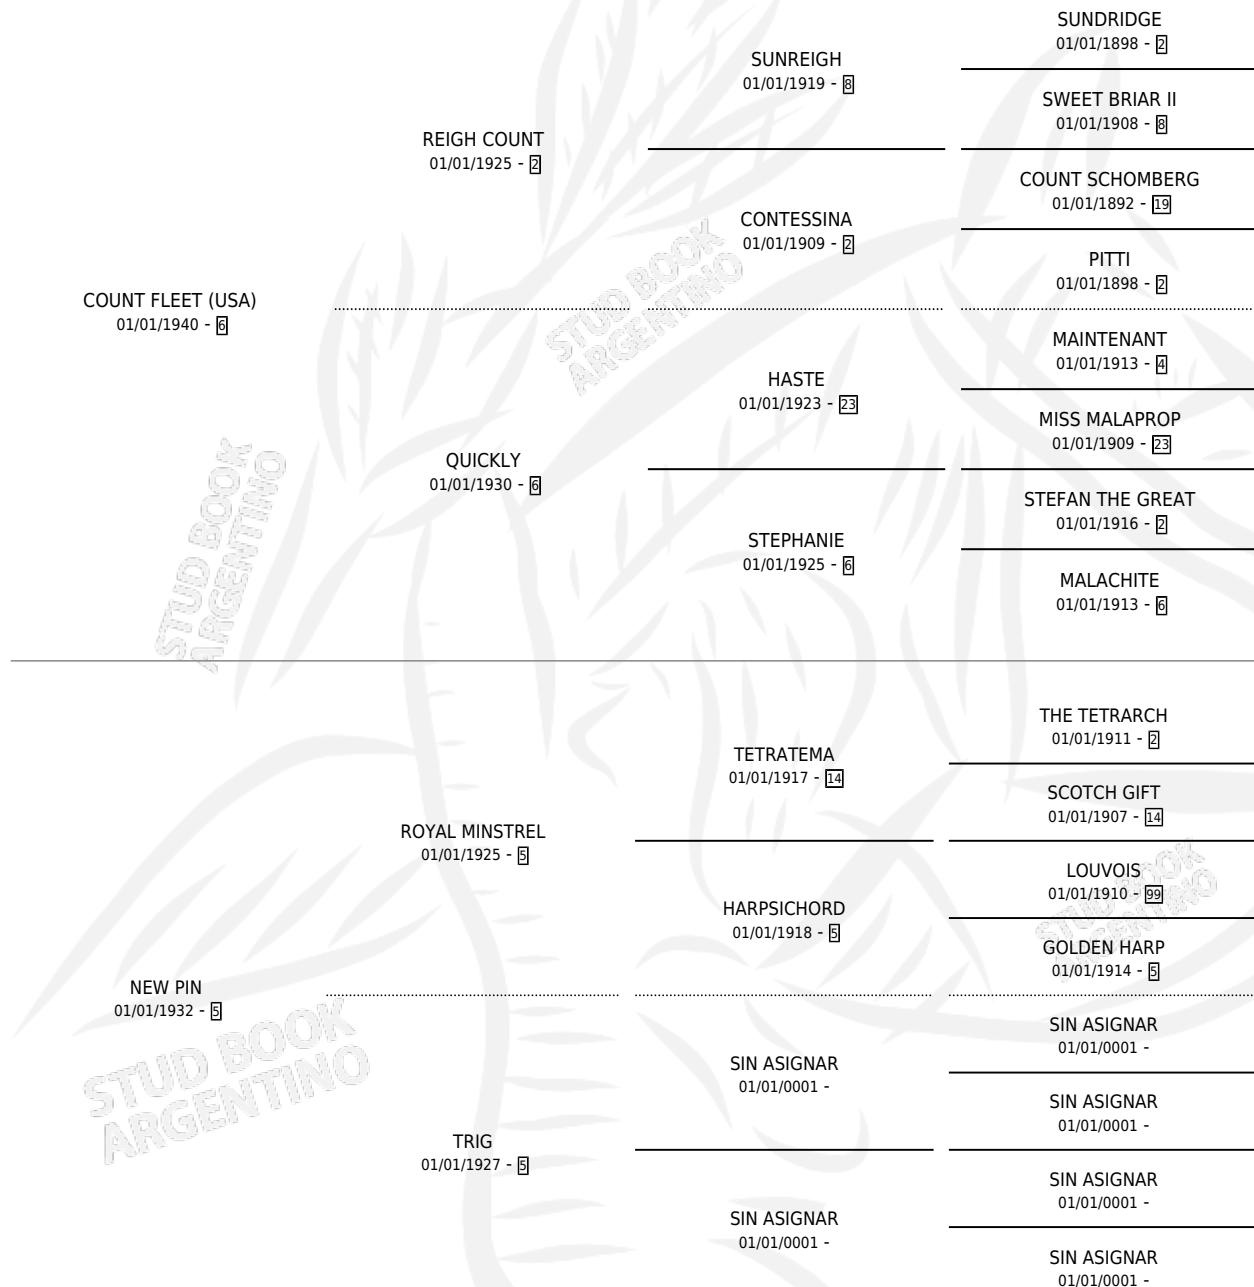 SUNDRIDGE
01/01/1898 - 2
SUNREIGH
01/01/1919 - 8
SWEET BRIAR II
01/01/1908 - 8
REIGH COUNT
01/01/1925 - 2
COUNT SCHOMBERG
01/01/1892 - 19
CONTESSINA
01/01/1909 - 2
PITTI
01/01/1898 - 2
COUNT FLEET (USA)
01/01/1940 - 6
MAINTENANT
01/01/1913 - 4
HASTE
01/01/1923 - 23
MISS MALAPROP
01/01/1909 - 23
QUICKLY
01/01/1930 - 6
STEFAN THE GREAT
01/01/1916 - 2
STEPHANIE
01/01/1925 - 6
MALACHITE
01/01/1913 - 6
STUD BOOK
ARGENTINO
STUD BOOK
ARGENTINO
THE TETRARCH
01/01/1911 - 2
TETRATEMA
01/01/1917 - 14
SCOTCH GIFT
01/01/1907 - 14
ROYAL MINSTREL
01/01/1925 - 5
LOUVOIS
01/01/1910 - 99
HARPSICHORD
01/01/1918 - 5
GOLDEN HARP
01/01/1914 - 5
STUD BOOK
ARGENTINO
NEW PIN
01/01/1932 - 5
SIN ASIGNAR
01/01/0001 -
SIN ASIGNAR
01/01/0001 -
SIN ASIGNAR
01/01/0001 -
STUD BOOK
ARGENTINO
TRIG
01/01/1927 - 5
SIN ASIGNAR
01/01/0001 -
SIN ASIGNAR
01/01/0001 -
SIN ASIGNAR
01/01/0001 -